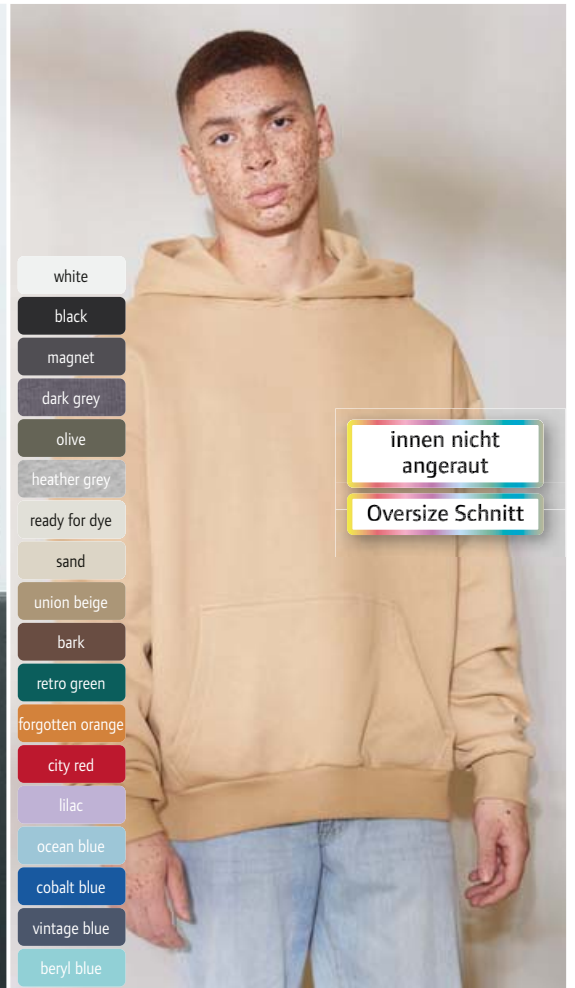 white
black
magnet
dark grey
olive
heather grey
ready for dye
sand
union beige
bark
retro green
forgotten orange
city red
lilac
ocean blue
cobalt blue
vintage blue
beryl blue
innen nicht
angeraut
Oversize Schnitt